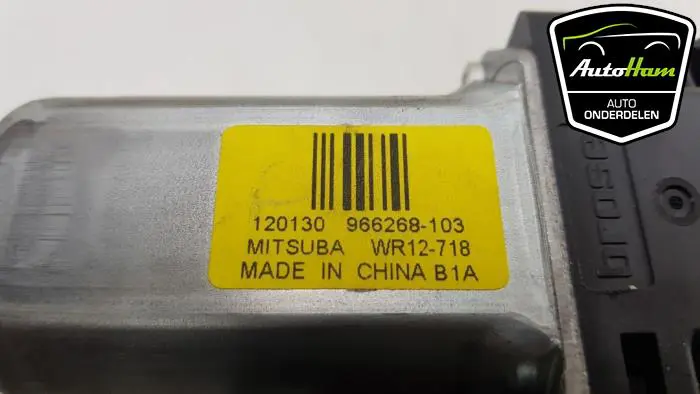 AutoHam
AUTO
ONDERDELEN
120130 966268-103
MITSUBA WR12-718
MADE IN CHINA B1A
brose